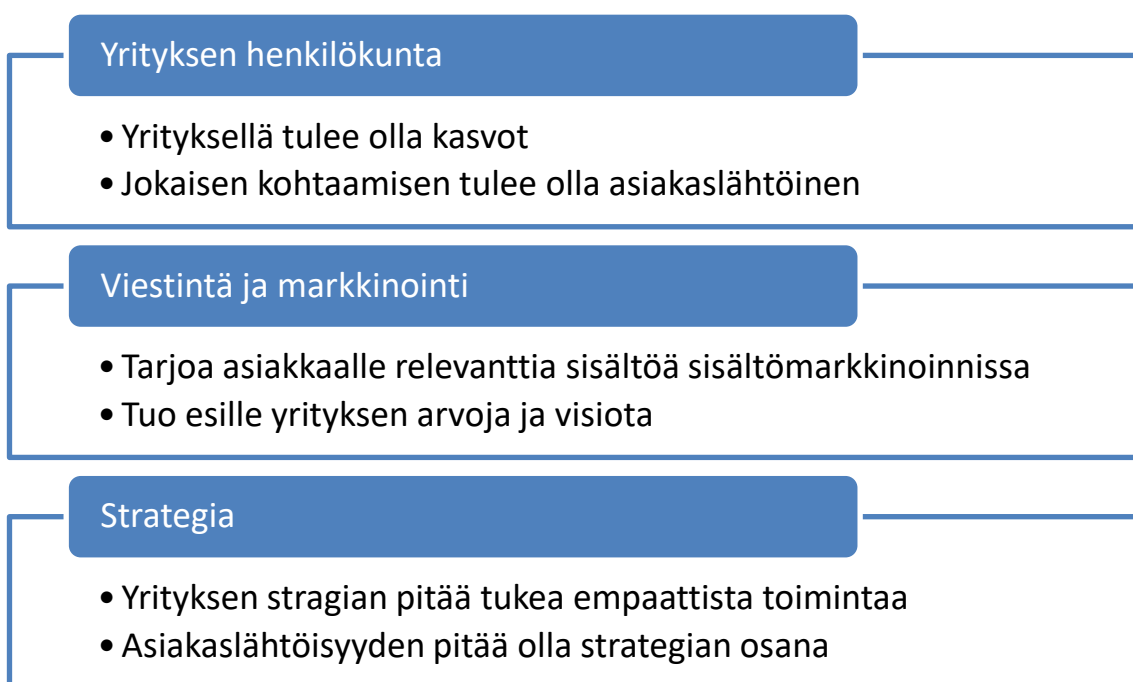 Yrityksen henkilökunta
• Yrityksellä tulee olla kasvot
• Jokaisen kohtaamisen tulee olla asiakaslähtöinen
Viestintä ja markkinointi
• Tarjoa asiakkaalle relevanttia sisältöä sisältömarkkinoinnissa
• Tuo esille yrityksen arvoja ja visiota
Strategia
• Yrityksen stragian pitää tukea empaattista toimintaa
• Asiakaslähtöisyyden pitää olla strategian osana